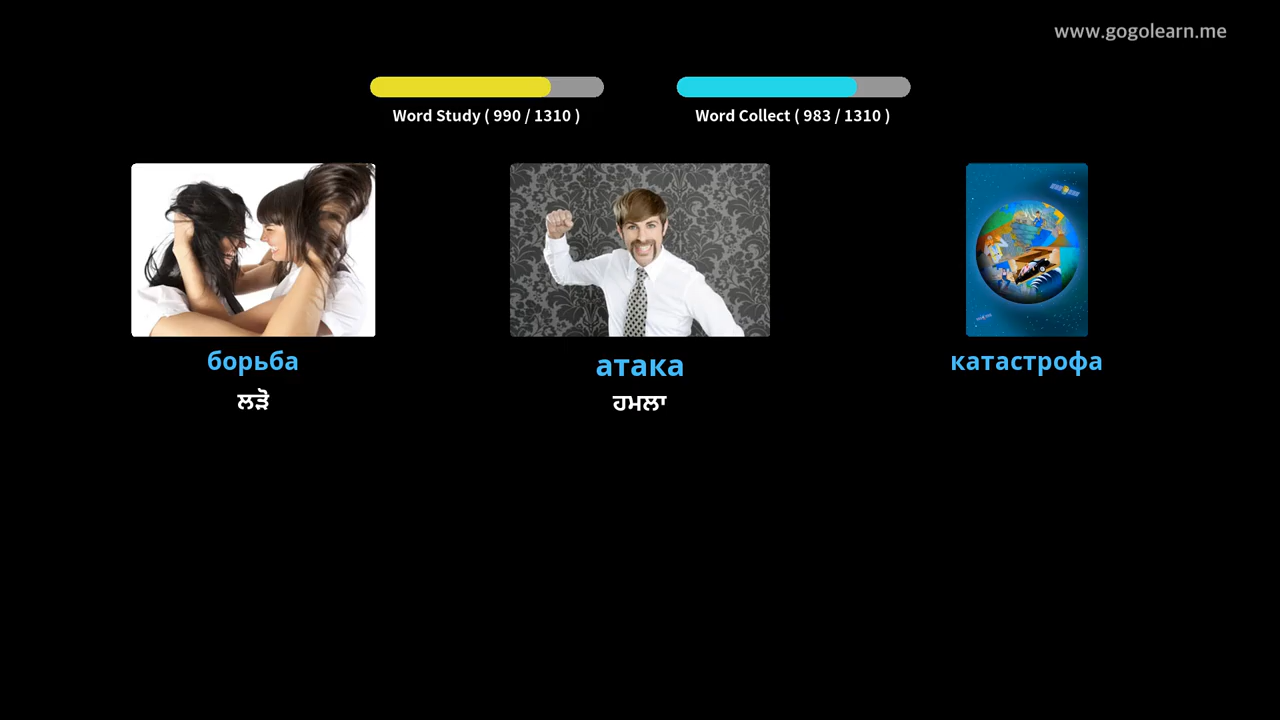 www.gogolearn.me
Word Study ( 990 / 1310 )
Word Collect ( 983 / 1310 )
борьба
ਲੜੋ
атака
ਹਮਲਾ
катастрофа